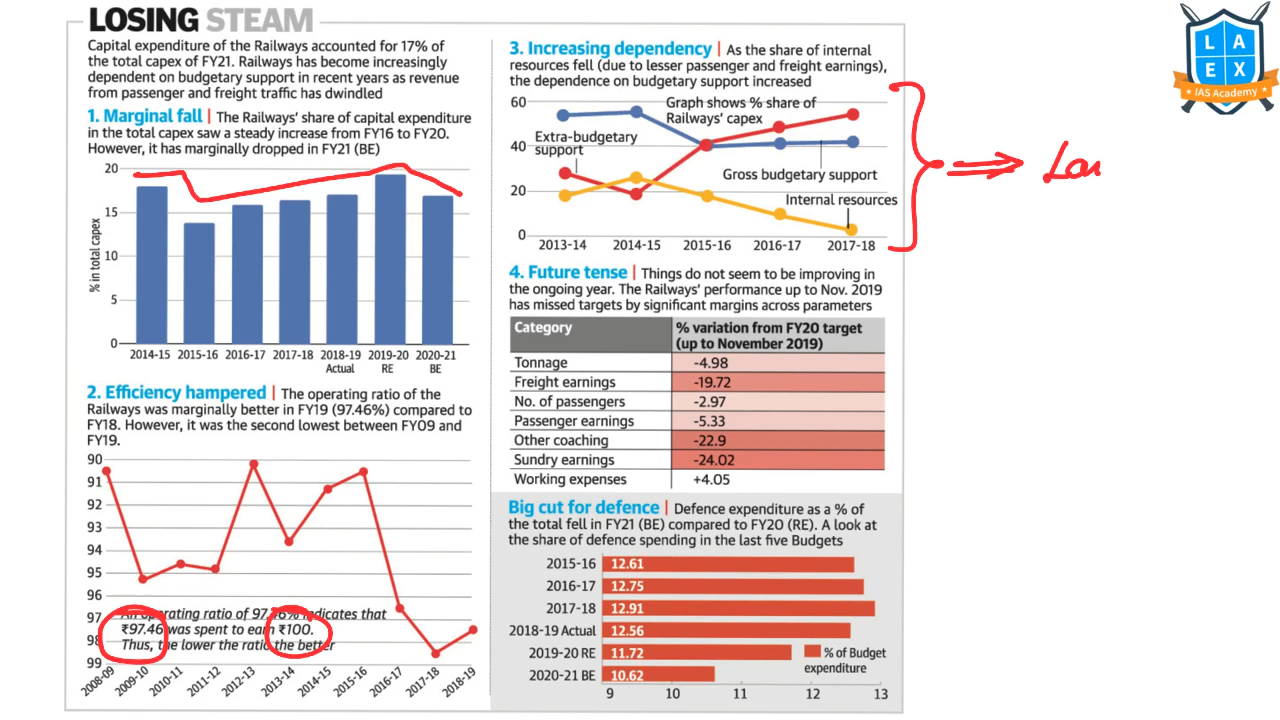 LOSING STEAM
Capital expenditure of the Railways accounted for 17% of
the total capex of FY21. Railways has become increasingly
dependent on budgetary support in recent years as revenue
from passenger and freight traffic has dwindled
1. Marginal fall | The Railways' share of capital expenditure
in the total capex saw a steady increase from FY16 to FY20.
However, it has marginally dropped in FY21 (BE)
% in total capex
20
15
10
5
0
2014-15 2015-16 2016-17 2017-18 2018-19 2019-20 2020-21
Actual RE BE
2. Efficiency hampered | The operating ratio of the
Railways was marginally better in FY19 (97.46%) compared to
FY18. However, it was the second lowest between FY09 and
FY19.
90
91
92
93
94
95
96
97
98
99
An operating ratio of 97.46% indicates that
₹97.46 was spent to earn ₹100.
Thus, the lower the ratio the better
2008-09 2009-10 2010-11 2011-12 2012-13 2013-14 2014-15 2015-16 2016-17 2017-18 2018-19
3. Increasing dependency | As the share of internal
resources fell (due to lesser passenger and freight earnings),
the dependence on budgetary support increased
60
40
20
0
Graph shows % share of
Railways' capex
Extra-budgetary
support
Gross budgetary support
Internal resources
2013-14 2014-15 2015-16 2016-17 2017-18
4. Future tense | Things do not seem to be improving in
the ongoing year. The Railways' performance up to Nov. 2019
has missed targets by significant margins across parameters
Category % variation from FY20 target
(up to November 2019)
Tonnage -4.98
Freight earnings -19.72
No. of passengers -2.97
Passenger earnings -5.33
Other coaching -22.9
Sundry earnings -24.02
Working expenses +4.05
Big cut for defence | Defence expenditure as a % of
the total fell in FY21 (BE) compared to FY20 (RE). A look at
the share of defence spending in the last five Budgets
2015-16 12.61
2016-17 12.75
2017-18 12.91
2018-19 Actual 12.56
2019-20 RE 11.72
2020-21 BE 10.62
% of Budget
expenditure
9 10 11 12 13
L A
E X
IAS Academy